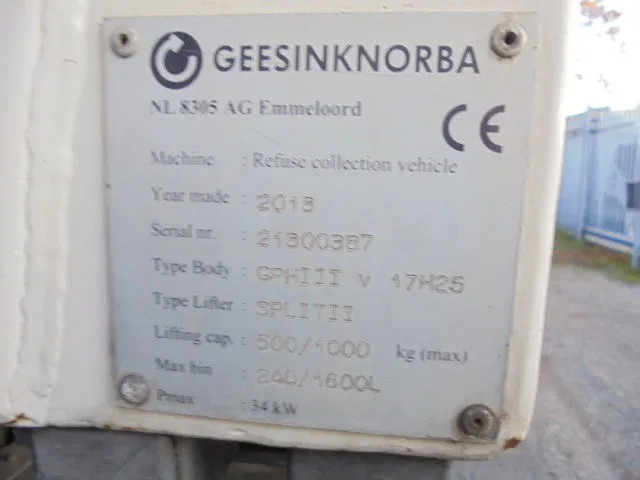 GEESINKNORBA
NL 8305 AG Emmeloord
CE
Machine : Refuse collection vehicle
Year made : 2013
Serial nr. : 21300387
Type Body : GPHIII V 17H25
Type Lifter : SPLITII
Lifting cap. : 500/1000 kg (max)
Max bin : 240/1600L
Pmax : 34 kW